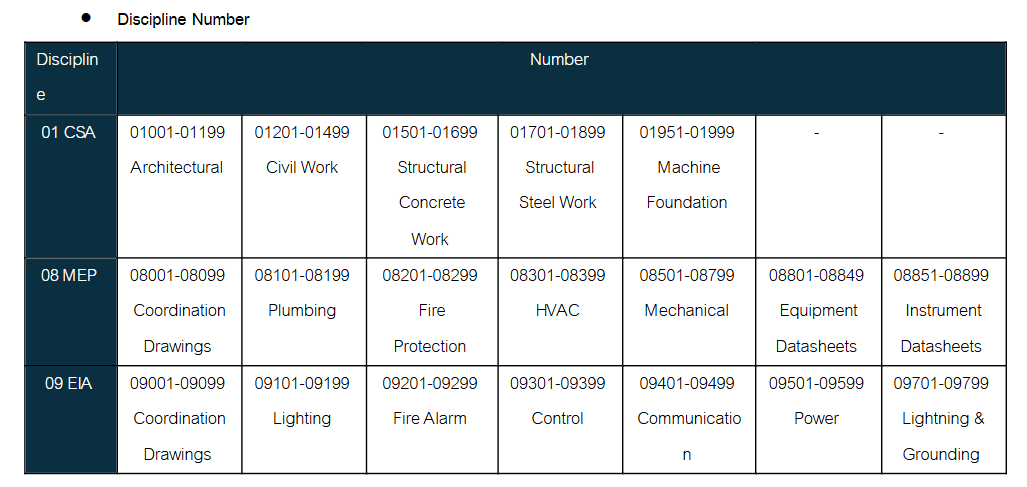 ● Discipline Number
Disciplin
e
Number
01 CSA
01001-01199
Architectural
01201-01499
Civil Work
01501-01699
Structural
Concrete
Work
01701-01899
Structural
Steel Work
01951-01999
Machine
Foundation
-
-
08 MEP
08001-08099
Coordination
Drawings
08101-08199
Plumbing
08201-08299
Fire
Protection
08301-08399
HVAC
08501-08799
Mechanical
08801-08849
Equipment
Datasheets
08851-08899
Instrument
Datasheets
09 EIA
09001-09099
Coordination
Drawings
09101-09199
Lighting
09201-09299
Fire Alarm
09301-09399
Control
09401-09499
Communicatio
n
09501-09599
Power
09701-09799
Lightning &
Grounding